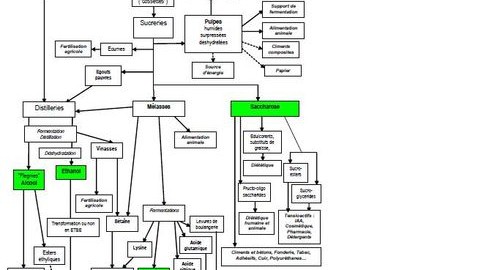 ("cossettes")
Sucreries
Pulpes
humides
surpressées
déshydratées
Support de
fermentation
Alimentation
animale
Ciments
composites
Papier
Source
d'énergie
Fertilisation
agricole
Ecumes
Egouts
pauvres
Distilleries
Mélasses
Saccharose
Fermentation
Distillation
Déshydratation
Vinasses
Alimentation
animale
Edulcorants,
substituts de
graisse,
Diététique
Sucro-
esters
Sucro-
glycérides
"Flegmes"
Alcool
Ethanol
Fertilisation
agricole
Fructo-oligo
saccharides
Diététique
humaine et
animale
Tensio-actifs :
IAA,
Cosmétique,
Pharmacie,
Détergents
Transformation ou non
en ETBE
Bétaïne
Fermentations
Levures de
boulangerie
Lysine
Acide
glutamique
Acide
citrique
Esters
ethyliques
Ciments et bétons, Fonderie, Tabac,
Adhésifs, Cuir, Polyuréthanes...